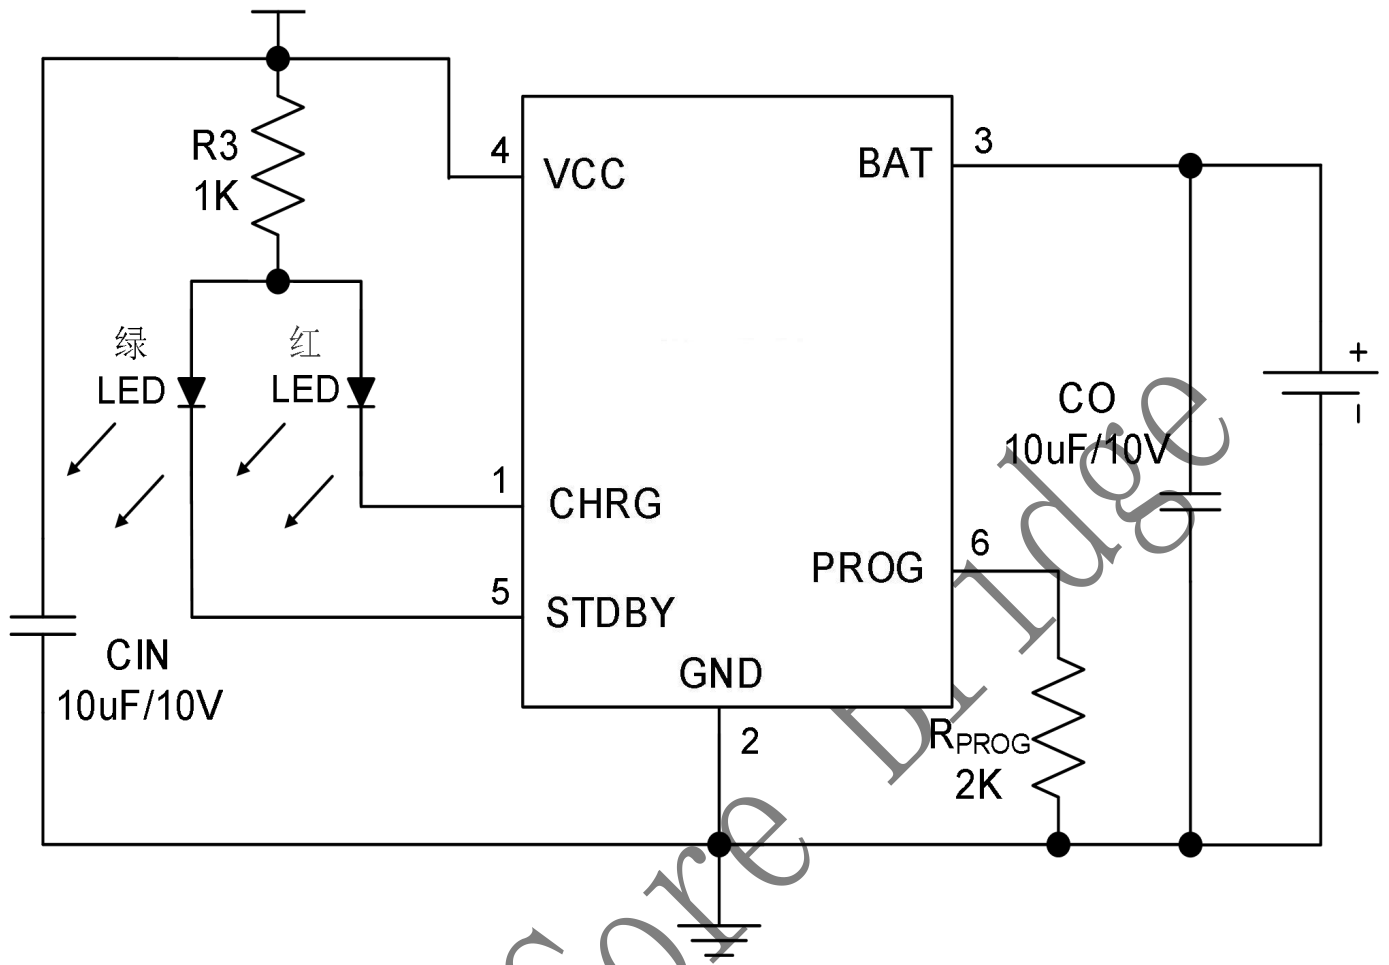 R3
1K
4
VCC
BAT
3
绿
LED
红
LED
+
-
CO
10uF/10V
1
CHRG
6
PROG
5
STDBY
CIN
10uF/10V
GND
2
RPROG
2K
Core Bridge